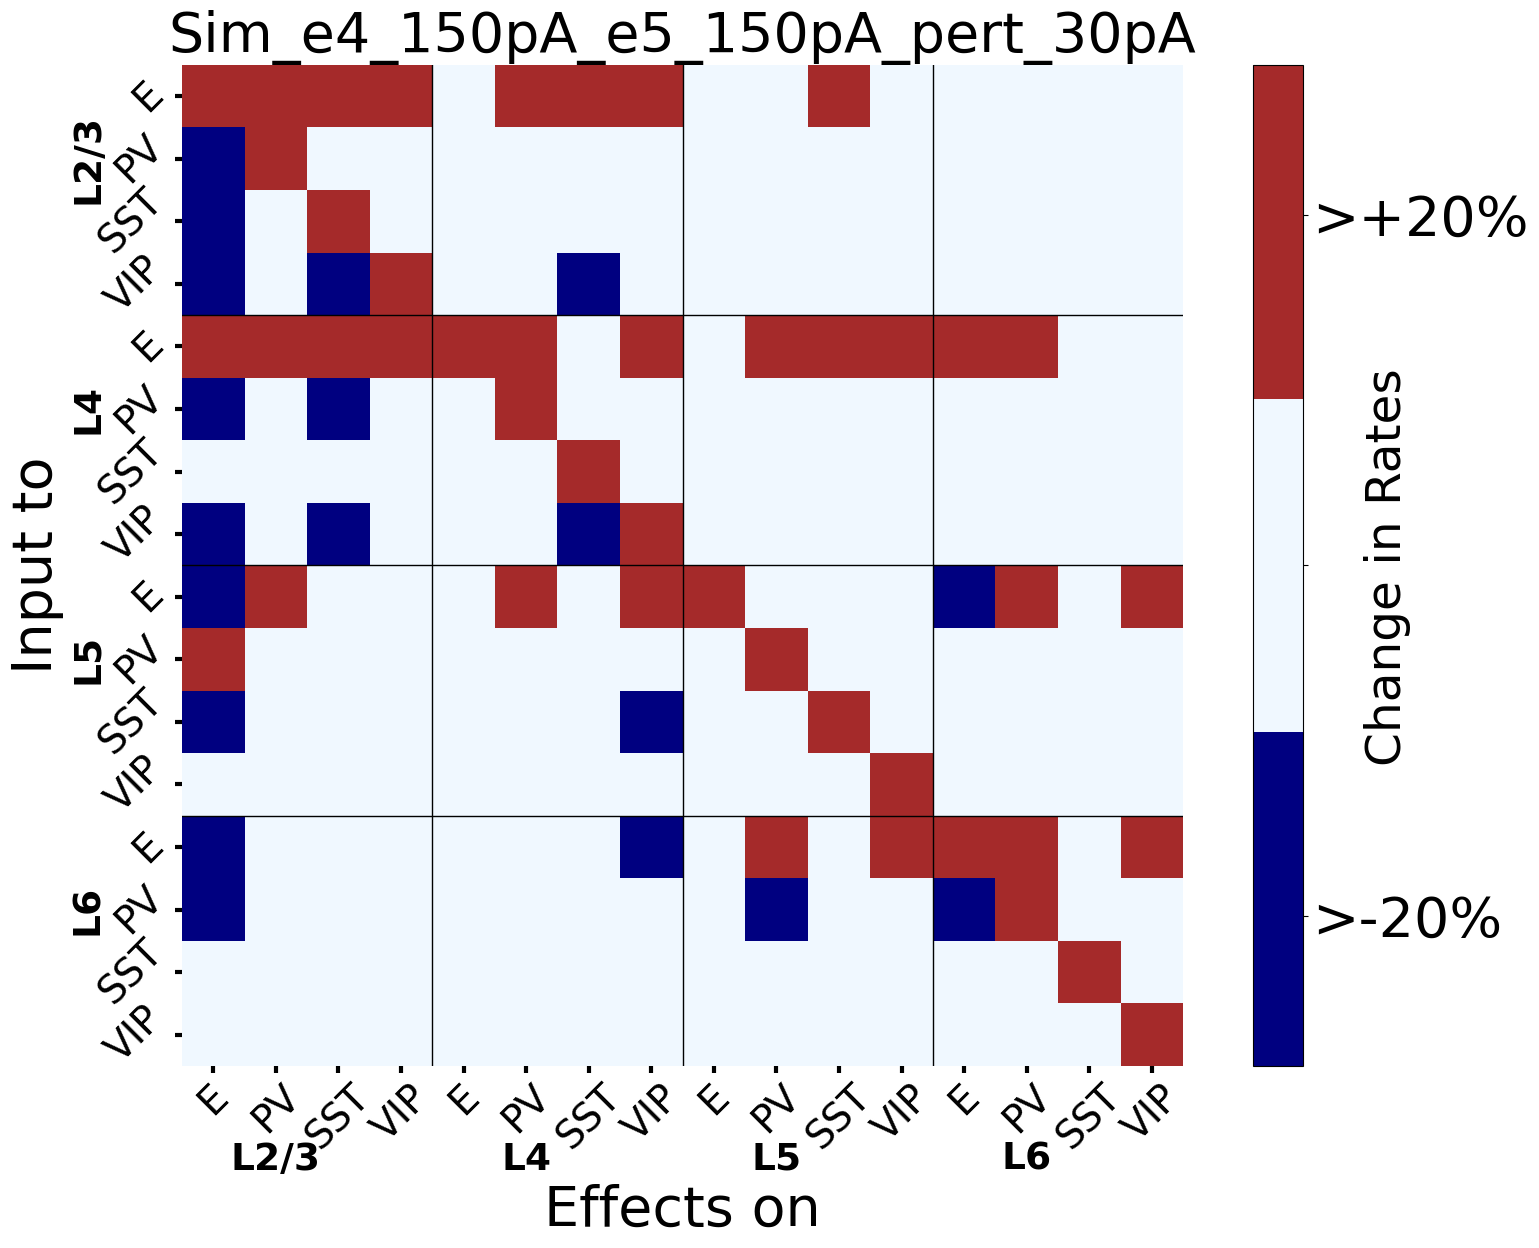 Sim_e4_150pA_e5_150pA_pert_30pA
Input to
L2/3
E
PV
SST
VIP
L4
E
PV
SST
VIP
L5
E
PV
SST
VIP
L6
E
PV
SST
VIP
E PV SST VIP E PV SST VIP E PV SST VIP E PV SST VIP
L2/3 L4 L5 L6
Effects on
>+20%
>-20%
Change in Rates